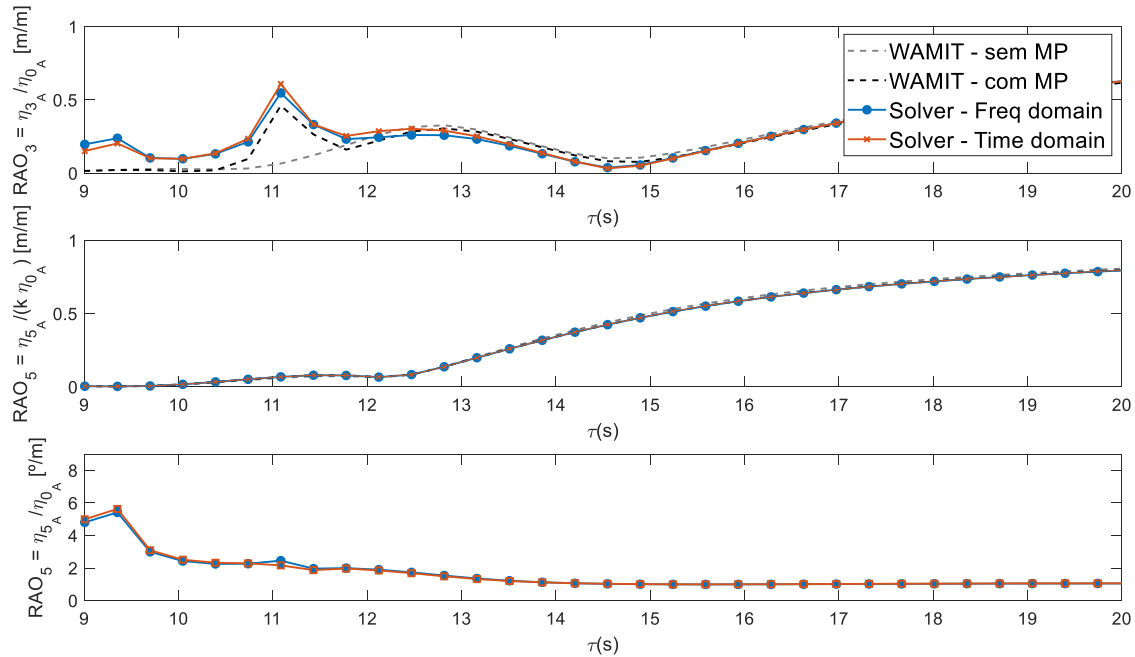 RAO3 = η3A/η0A [m/m]
1
0.5
0
9 10 11 12 13 14 15 16 17 18 19 20
τ(s)
WAMIT - sem MP
WAMIT - com MP
Solver - Freq domain
Solver - Time domain
RAO5 = η5A/(k η0A) [m/m]
1
0.5
0
9 10 11 12 13 14 15 16 17 18 19 20
τ(s)
RAO5 = η5A/η0A [º/m]
8
6
4
2
0
9 10 11 12 13 14 15 16 17 18 19 20
τ(s)